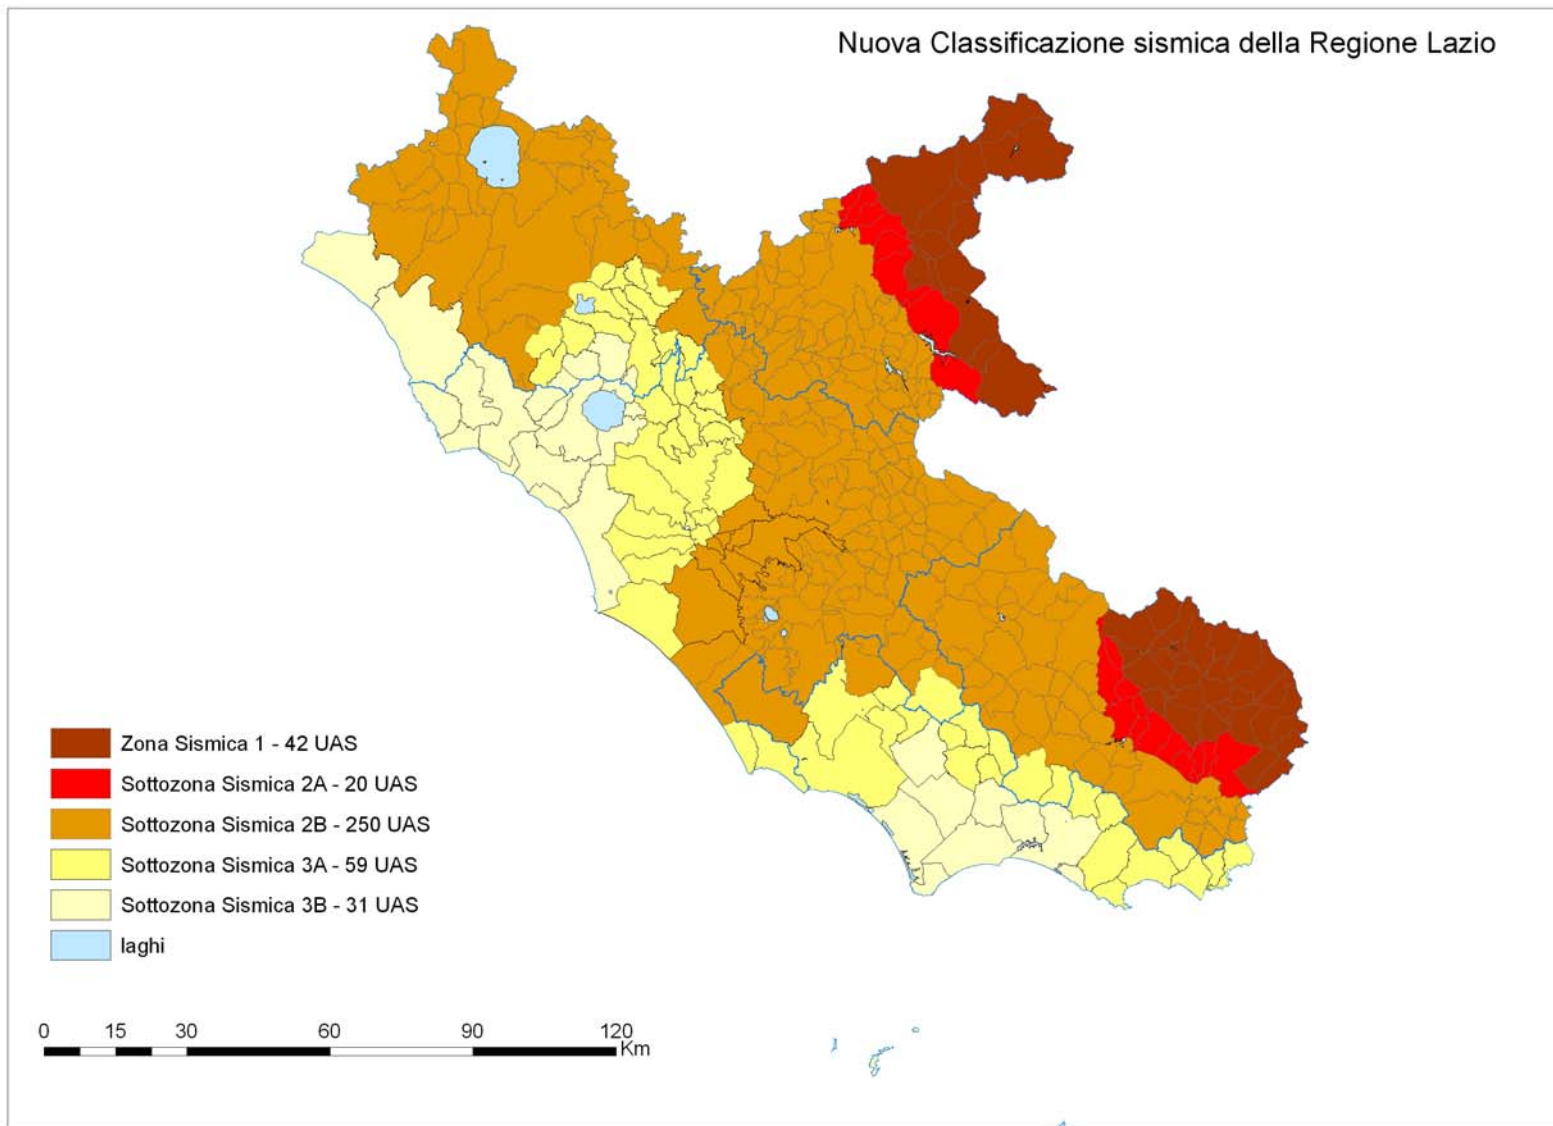 Nuova Classificazione sismica della Regione Lazio
Zona Sismica 1 - 42 UAS
Sottozona Sismica 2A - 20 UAS
Sottozona Sismica 2B - 250 UAS
Sottozona Sismica 3A - 59 UAS
Sottozona Sismica 3B - 31 UAS
laghi
0 15 30 60 90 120
Km